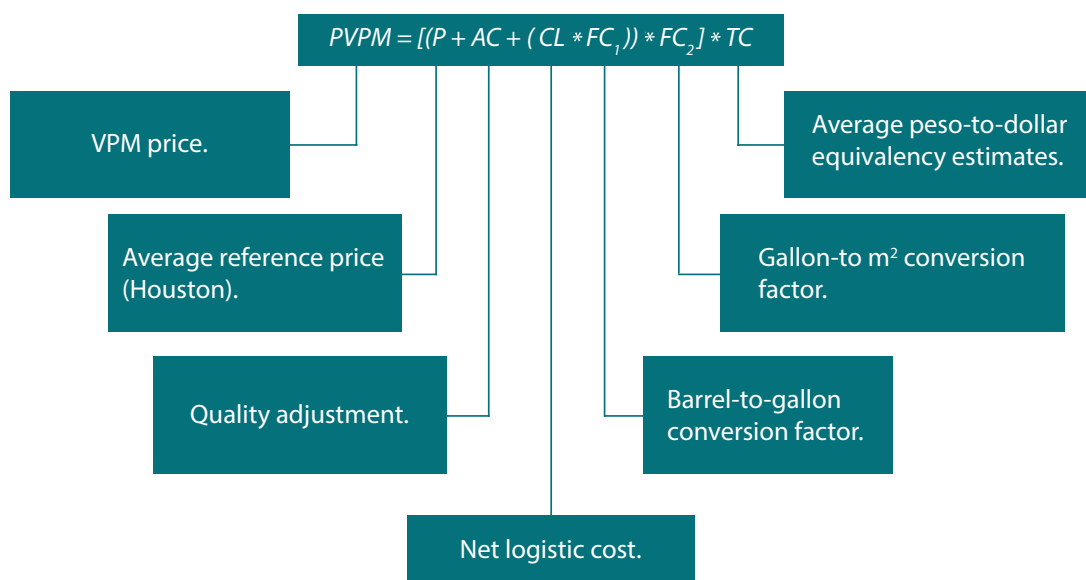 PVPM = [(P + AC + ( CL * FC₁)) * FC₂] * TC
VPM price.
Average peso-to-dollar
equivalency estimates.
Average reference price
(Houston).
Gallon-to m² conversion
factor.
Quality adjustment.
Barrel-to-gallon
conversion factor.
Net logistic cost.